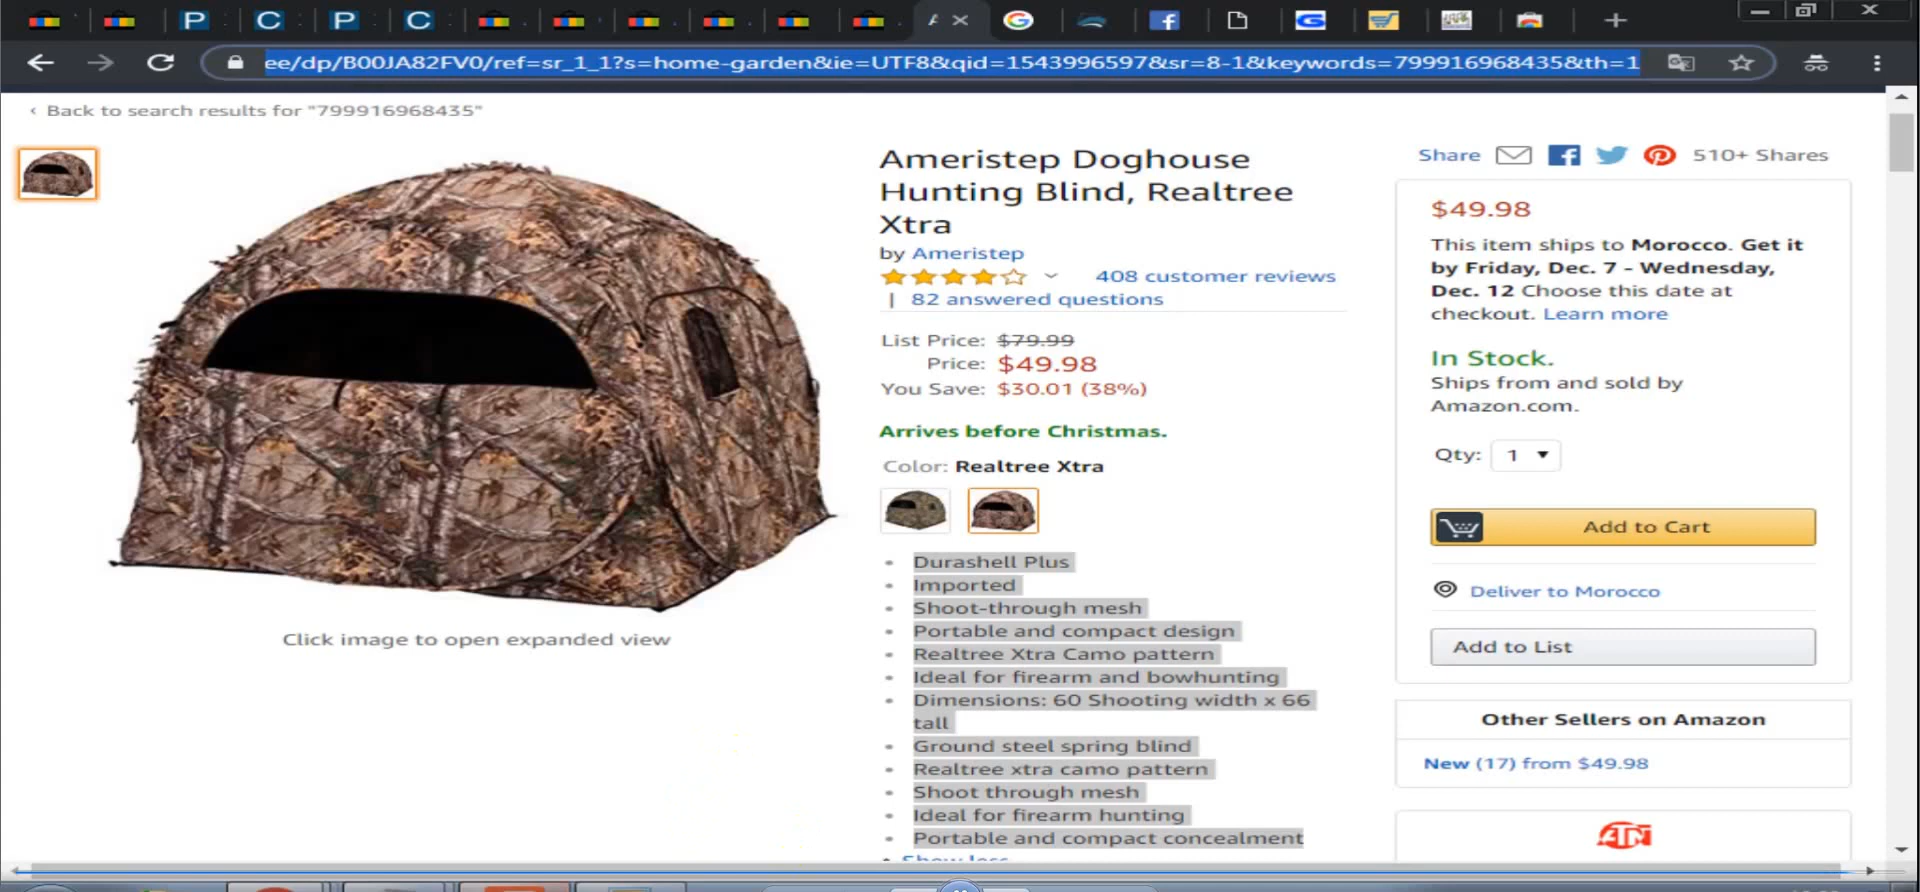 ee/dp/B00JA82FV0/ref=sr_1_1?s=home-garden&ie=UTF8&qid=1543996597&sr=8-1&keywords=799916968435&th=1
‹ Back to search results for "799916968435"
Click image to open expanded view
Ameristep Doghouse
Hunting Blind, Realtree
Xtra
by Ameristep
408 customer reviews
| 82 answered questions
List Price: $79.99
Price: $49.98
You Save: $30.01 (38%)
Arrives before Christmas.
Color: Realtree Xtra
• Durashell Plus
• Imported
• Shoot-through mesh
• Portable and compact design
• Realtree Xtra Camo pattern
• Ideal for firearm and bowhunting
• Dimensions: 60 Shooting width x 66
tall
• Ground steel spring blind
• Realtree xtra camo pattern
• Shoot through mesh
• Ideal for firearm hunting
• Portable and compact concealment
Show less
Share 510+ Shares
$49.98
This item ships to Morocco. Get it
by Friday, Dec. 7 - Wednesday,
Dec. 12 Choose this date at
checkout. Learn more
In Stock.
Ships from and sold by
Amazon.com.
Qty: 1
Add to Cart
Deliver to Morocco
Add to List
Other Sellers on Amazon
New (17) from $49.98
ATN